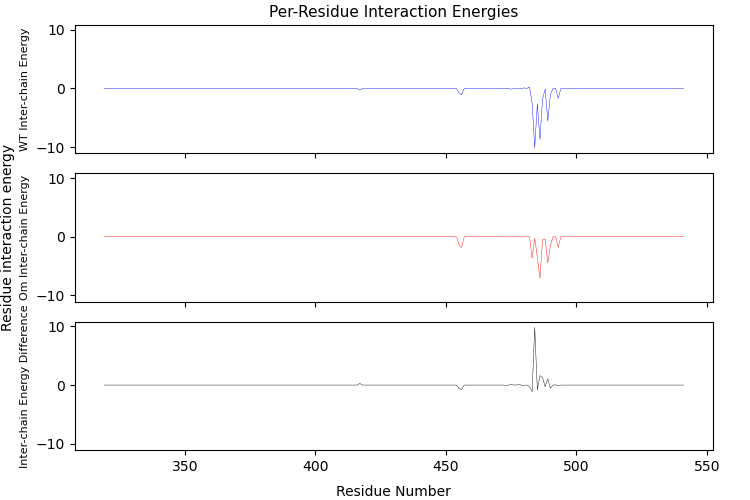 Per-Residue Interaction Energies
Residue interaction energy
WT Inter-chain Energy
10
0
−10
Om Inter-chain Energy
10
0
−10
Inter-chain Energy Difference
10
0
−10
350
400
450
500
550
Residue Number